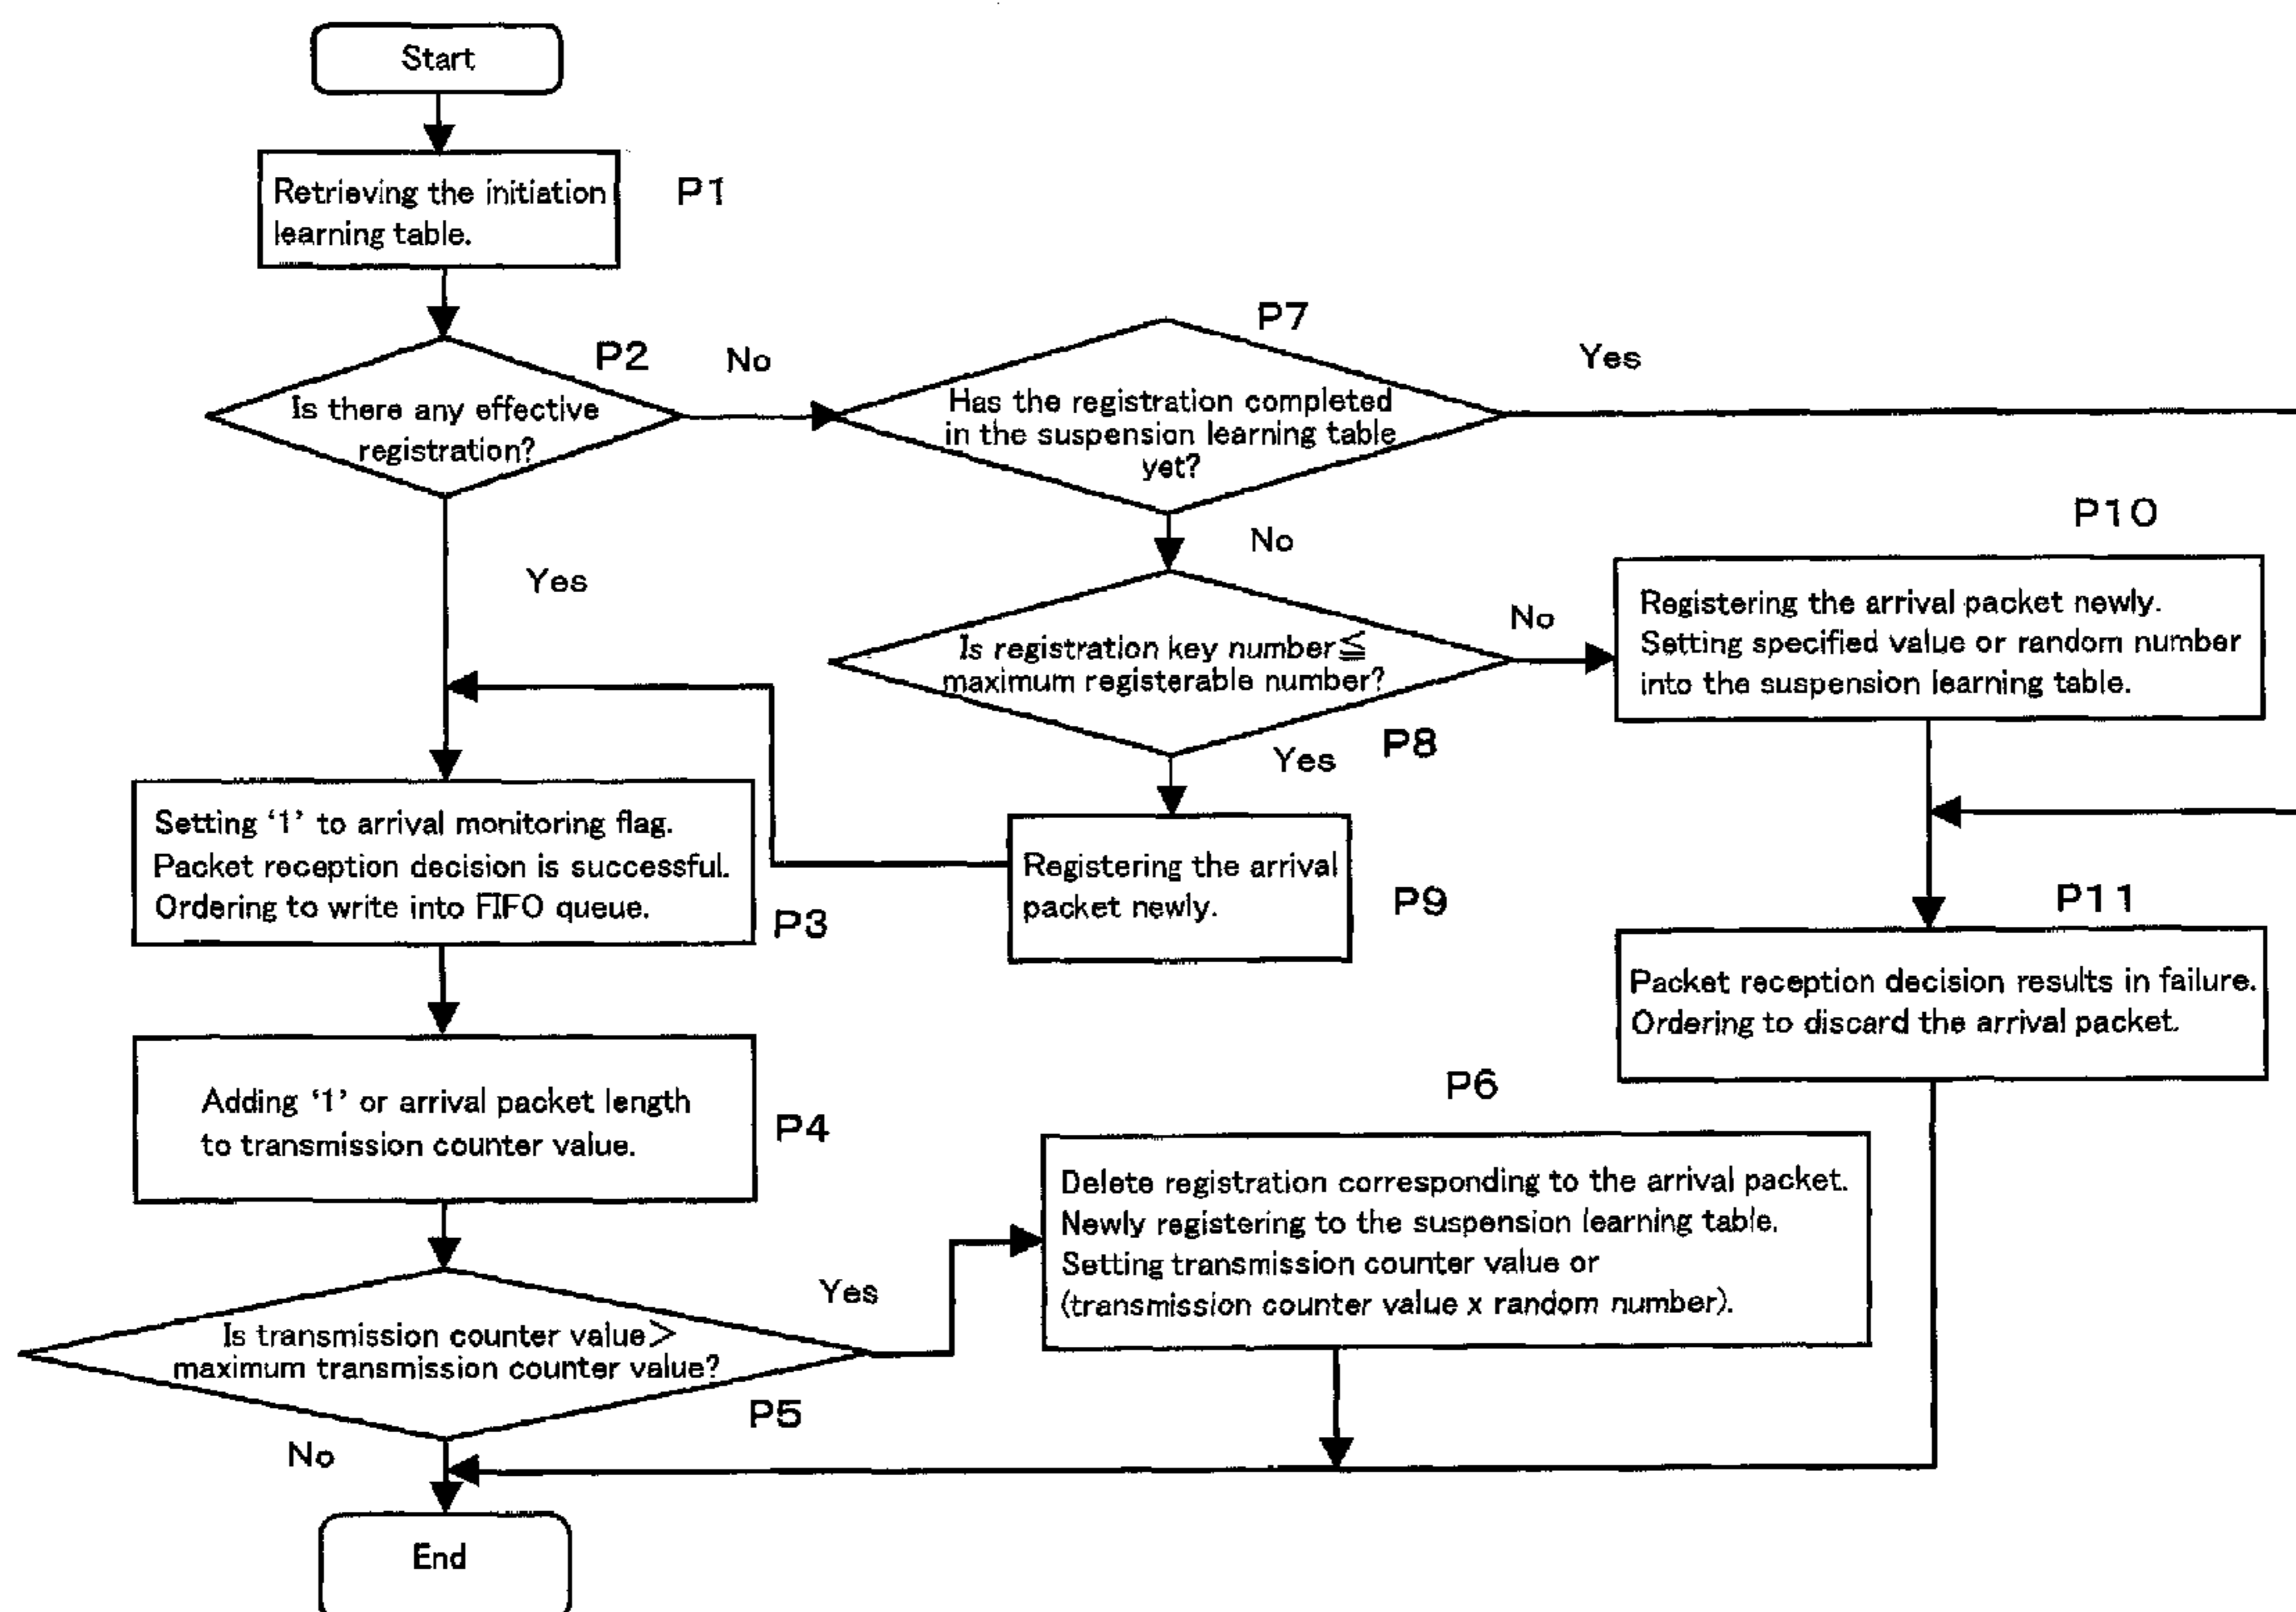 Start
Retrieving the initiation
learning table.
P1
Is there any effective
registration?
P2
No
Yes
P7
Has the registration completed
in the suspension learning table
yet?
Yes
No
Is registration key number≦
maximum registerable number?
P8
No
Yes
P10
Registering the arrival packet newly.
Setting specified value or random number
into the suspension learning table.
Setting ‘1’ to arrival monitoring flag.
Packet reception decision is successful.
Ordering to write into FIFO queue.
P3
Registering the arrival
packet newly.
P9
P11
Packet reception decision results in failure.
Ordering to discard the arrival packet.
Adding ‘1’ or arrival packet length
to transmission counter value.
P4
P6
Delete registration corresponding to the arrival packet.
Newly registering to the suspension learning table.
Setting transmission counter value or
(transmission counter value x random number).
Is transmission counter value>
maximum transmission counter value?
Yes
P5
No
End